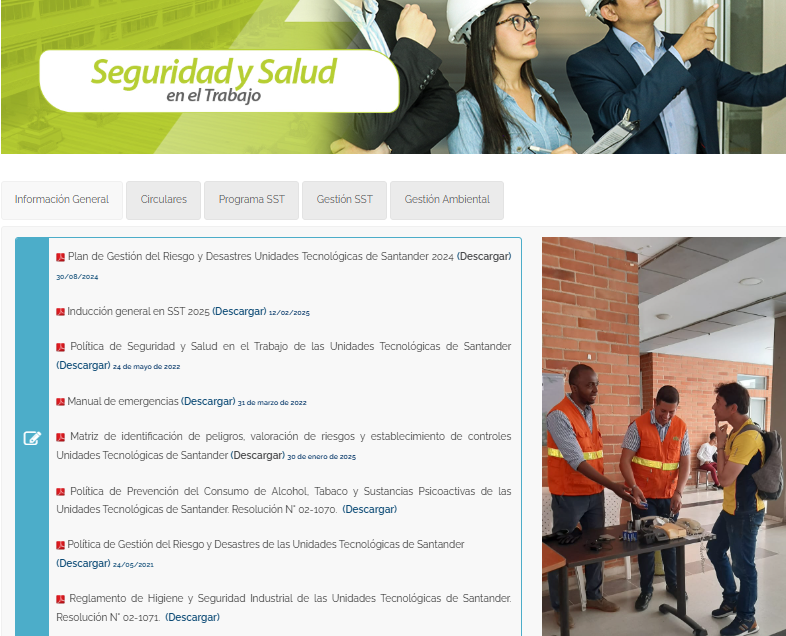 Seguridad y Salud
en el Trabajo
Información General
Circulares
Programa SST
Gestión SST
Gestión Ambiental
Plan de Gestión del Riesgo y Desastres Unidades Tecnológicas de Santander 2024 (Descargar)
30/08/2024
Inducción general en SST 2025 (Descargar) 12/02/2025
Política de Seguridad y Salud en el Trabajo de las Unidades Tecnológicas de Santander
(Descargar) 24 de mayo de 2022
Manual de emergencias (Descargar) 31 de marzo de 2022
Matriz de identificación de peligros, valoración de riesgos y establecimiento de controles
Unidades Tecnológicas de Santander. (Descargar) 30 de enero de 2025
Política de Prevención del Consumo de Alcohol, Tabaco y Sustancias Psicoactivas de las
Unidades Tecnológicas de Santander. Resolución N° 02-1070. (Descargar)
Política de Gestión del Riesgo y Desastres de las Unidades Tecnológicas de Santander
(Descargar) 24/05/2021
Reglamento de Higiene y Seguridad Industrial de las Unidades Tecnológicas de Santander.
Resolución N° 02-1071. (Descargar)